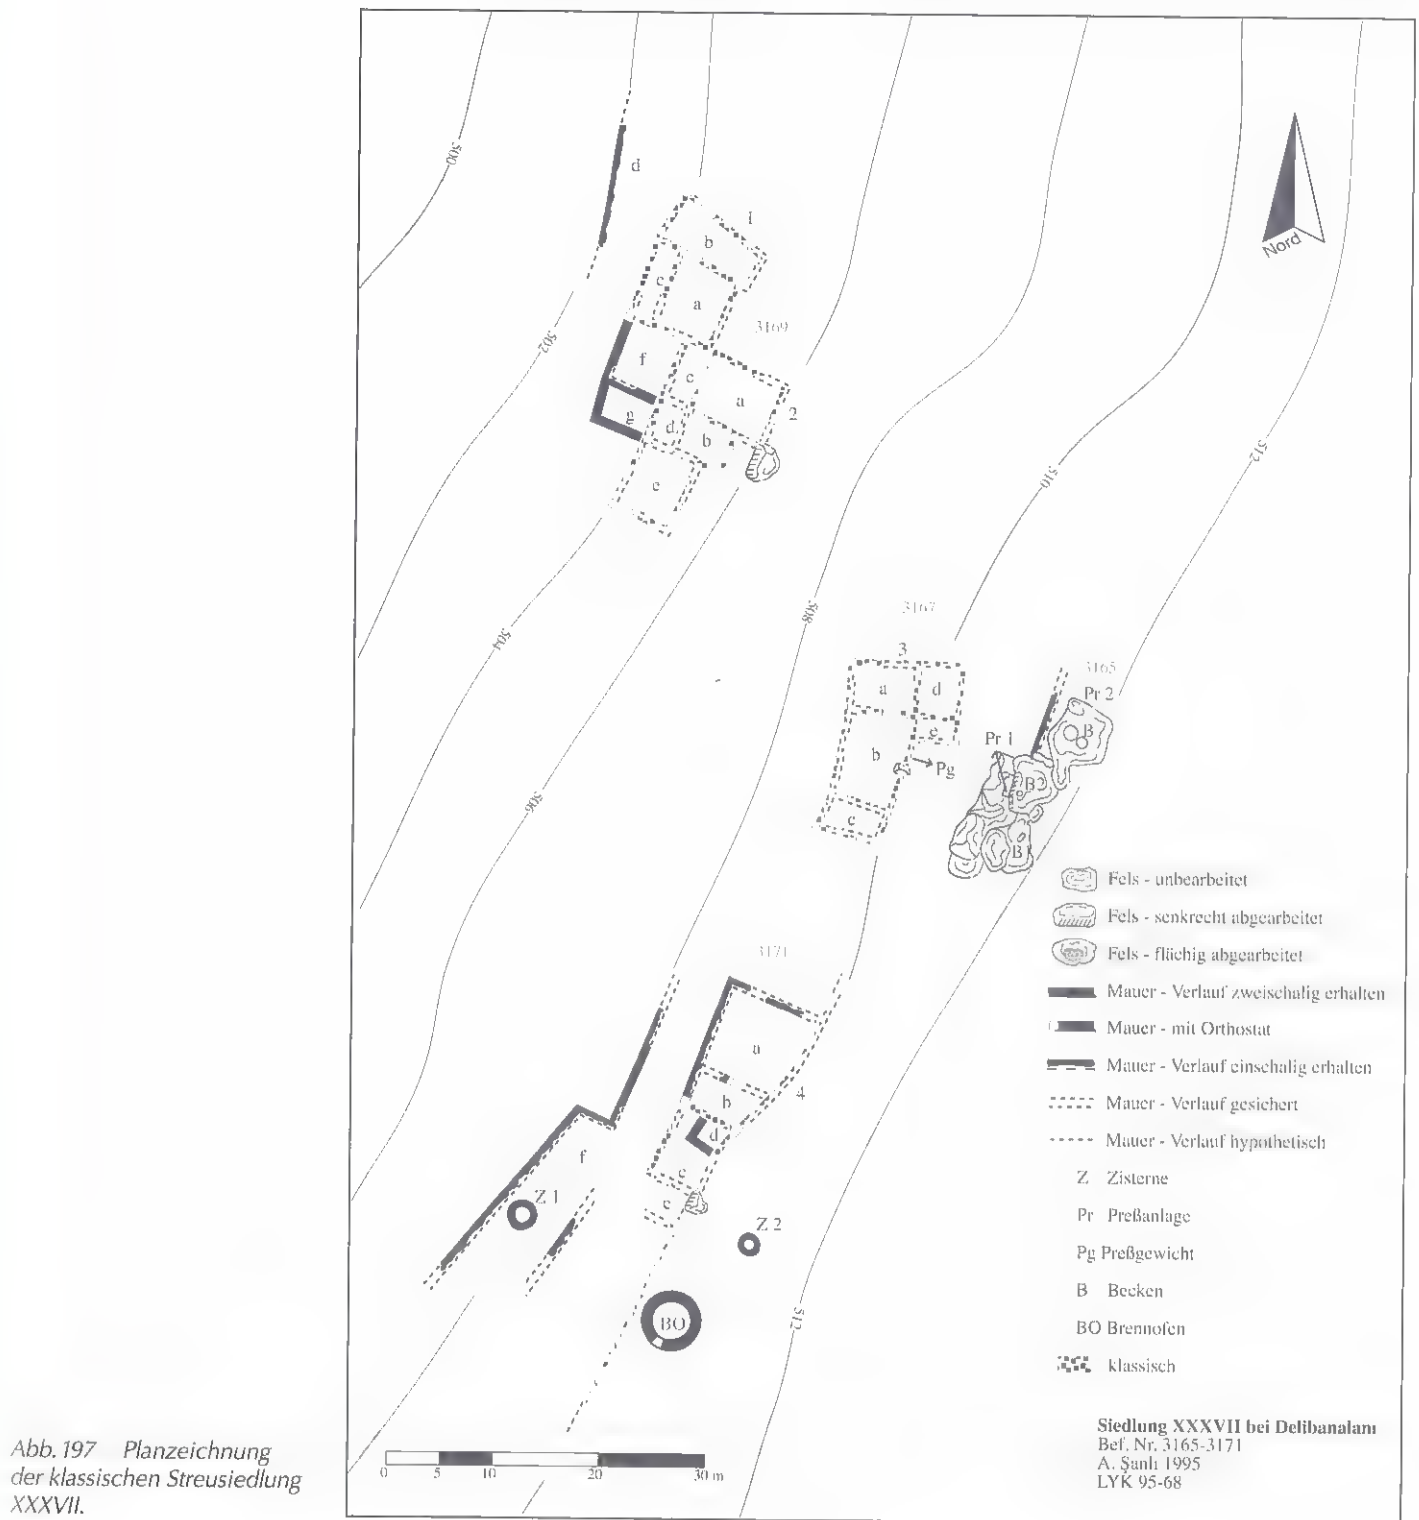 500
d
1
b
c
a
3169
502
f
c
a
2
g
d
b
e
Nord
512
510
508
504
506
3167
3
a
d
e
b
Pg
c
3165
Pr 2
B
Pr 1
B
B
3171
a
4
b
d
c
e
f
Z 1
Z 2
BO
512
Fels - unbearbeitet
Fels - senkrecht abgearbeitet
Fels - flächig abgearbeitet
Mauer - Verlauf zweischalig erhalten
Mauer - mit Orthostat
Mauer - Verlauf einschalig erhalten
Mauer - Verlauf gesichert
Mauer - Verlauf hypothetisch
Z Zisterne
Pr Preßanlage
Pg Preßgewicht
B Becken
BO Brennofen
klassisch
0 5 10 20 30 m
Siedlung XXXVII bei Delibanalanı
Bef. Nr. 3165-3171
A. Şanlı 1995
LYK 95-68
Abb. 197 Planzeichnung
der klassischen Streusiedlung
XXXVII.